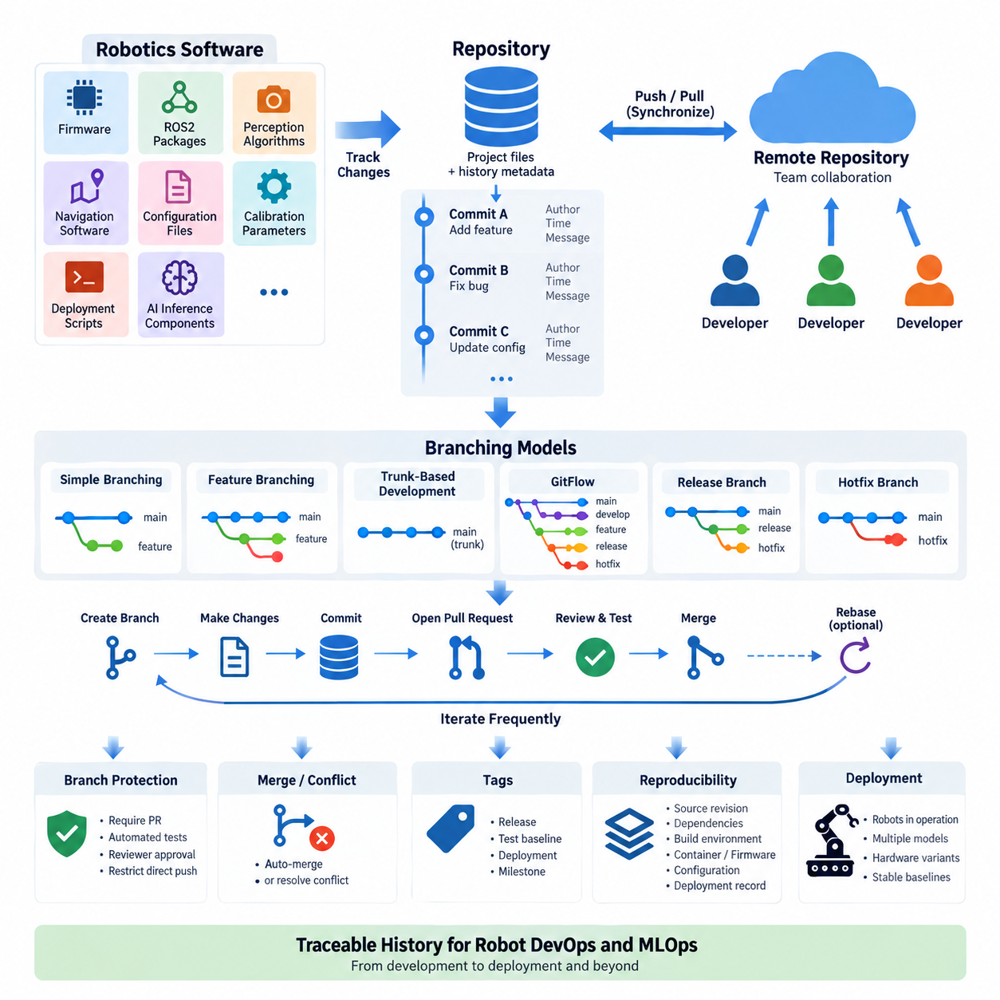 Robotics Software
Firmware
ROS2
Packages
Perception
Algorithms
Navigation
Software
Configuration
Files
Calibration
Parameters
Deployment
Scripts
AI Inference
Components
...
Track
Changes
Repository
Project files
+ history metadata
Commit A
Add feature
Author
Time
Message
Commit B
Fix bug
Author
Time
Message
Commit C
Update config
Author
Time
Message
...
Push / Pull
(Synchronize)
Remote Repository
Team collaboration
Developer
Developer
Developer
Branching Models
Simple Branching
main
feature
Feature Branching
main
feature
Trunk-Based
Development
main
(trunk)
GitFlow
main
develop
feature
release
hotfix
Release Branch
main
release
hotfix
Hotfix Branch
main
hotfix
Create Branch
Make Changes
Commit
Open Pull Request
Review & Test
Merge
Rebase
(optional)
Iterate Frequently
Branch Protection
• Require PR
• Automated tests
• Reviewer approval
• Restrict direct push
Merge / Conflict
• Auto-merge
• or resolve conflict
Tags
• Release
• Test baseline
• Deployment
• Milestone
Reproducibility
• Source revision
• Dependencies
• Build environment
• Container / Firmware
• Configuration
• Deployment record
Deployment
• Robots in operation
• Multiple models
• Hardware variants
• Stable baselines
Traceable History for Robot DevOps and MLOps
From development to deployment and beyond